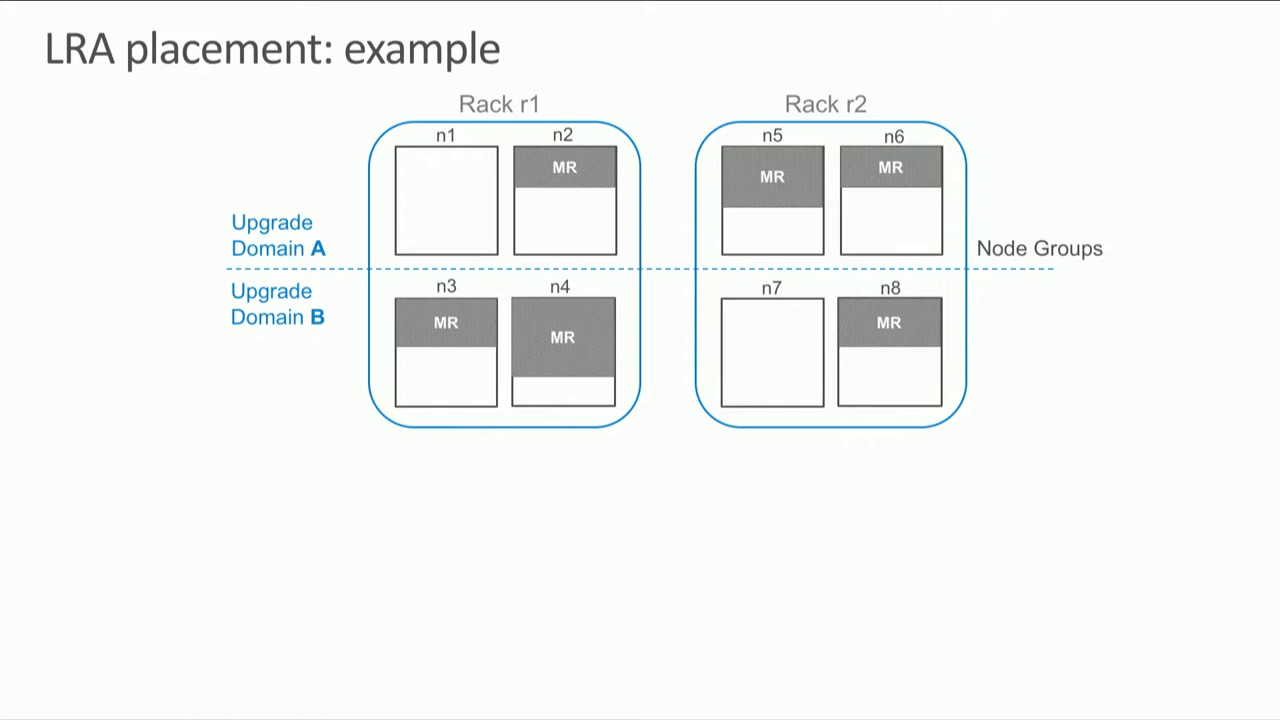 LRA placement: example
Rack r1
Rack r2
n1
n2
n5
n6
MR
MR
MR
Upgrade
Domain A
Node Groups
Upgrade
Domain B
n3
n4
n7
n8
MR
MR
MR